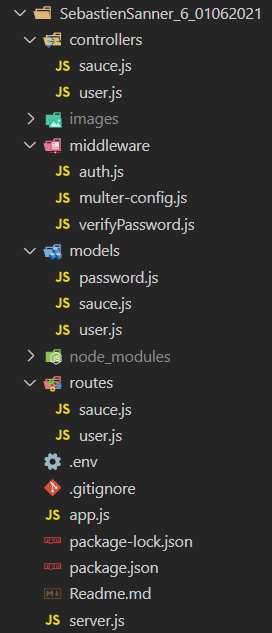 SebastienSanner_6_01062021
controllers
JS sauce.js
JS user.js
images
middleware
JS auth.js
JS multer-config.js
JS verifyPassword.js
models
JS password.js
JS sauce.js
JS user.js
node_modules
routes
JS sauce.js
JS user.js
.env
.gitignore
JS app.js
package-lock.json
package.json
Readme.md
JS server.js